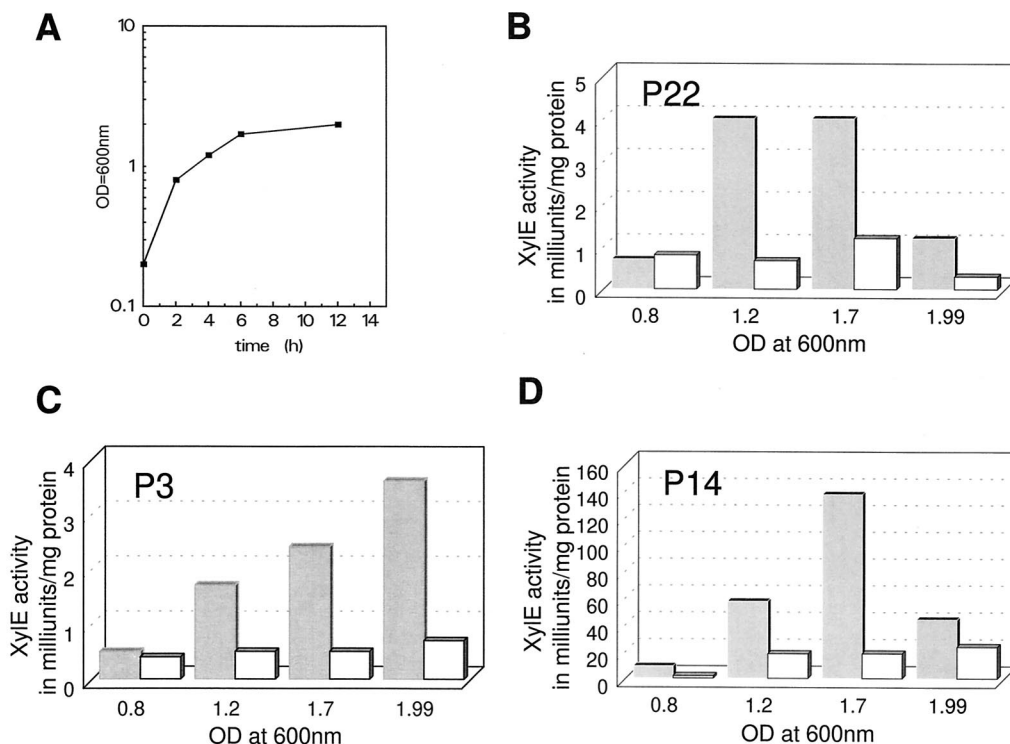 A
10
1
0.1
OD=600nm
0 2 4 6 8 10 12 14
time (h)
B
P22
5
4
3
2
1
0
XylE activity
in milliunits/mg protein
0.8 1.2 1.7 1.99
OD at 600nm
C
P3
4
3
2
1
0
XylE activity
in milliunits/mg protein
0.8 1.2 1.7 1.99
OD at 600nm
D
P14
160
140
120
100
80
60
40
20
0
XylE activity
in milliunits/mg protein
0.8 1.2 1.7 1.99
OD at 600nm